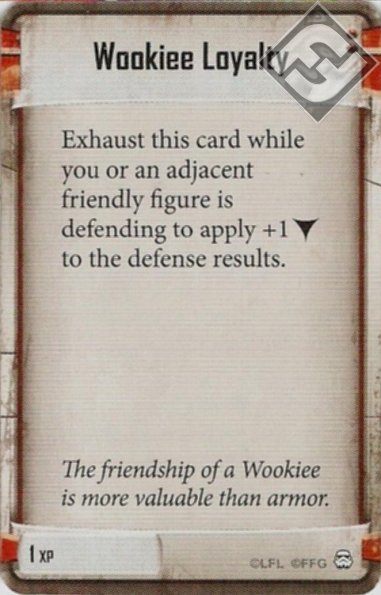 Wookiee Loyalty
Exhaust this card while
you or an adjacent
friendly figure is
defending to apply +1
to the defense results.
The friendship of a Wookiee
is more valuable than armor.
1 XP
©LFL ©FFG